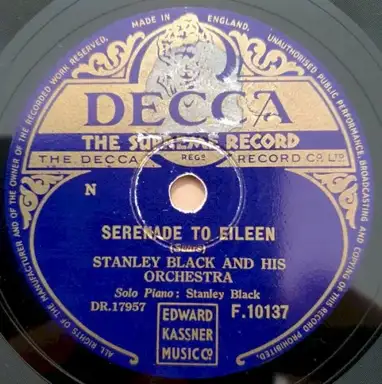 MADE IN ENGLAND.
ALL RIGHTS OF THE MANUFACTURER AND OF THE OWNER OF THE RECORDED WORK RESERVED.
UNAUTHORISED PUBLIC PERFORMANCE, BROADCASTING AND COPYING OF THIS RECORD PROHIBITED.
DECCA
THE SUPREME RECORD
THE DECCA REGD RECORD CO. LTD
N
SERENADE TO EILEEN
(Sears)
STANLEY BLACK AND HIS
ORCHESTRA
Solo Piano: Stanley Black
DR.17957 F.10137
EDWARD
KASSNER
MUSIC CO